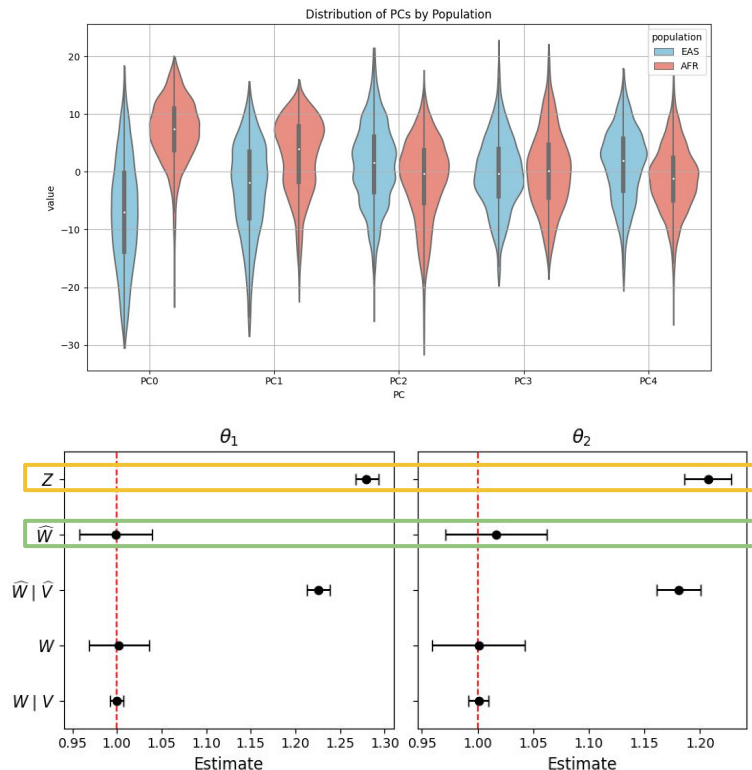 Distribution of PCs by Population
population
EAS
AFR
20
10
0
−10
−20
−30
value
PC0 PC1 PC2 PC3 PC4
PC
θ₁ θ₂
Z
Ŵ
Ŵ | V̂
W
W | V
0.95 1.00 1.05 1.10 1.15 1.20 1.25 1.30 0.95 1.00 1.05 1.10 1.15 1.20
Estimate Estimate